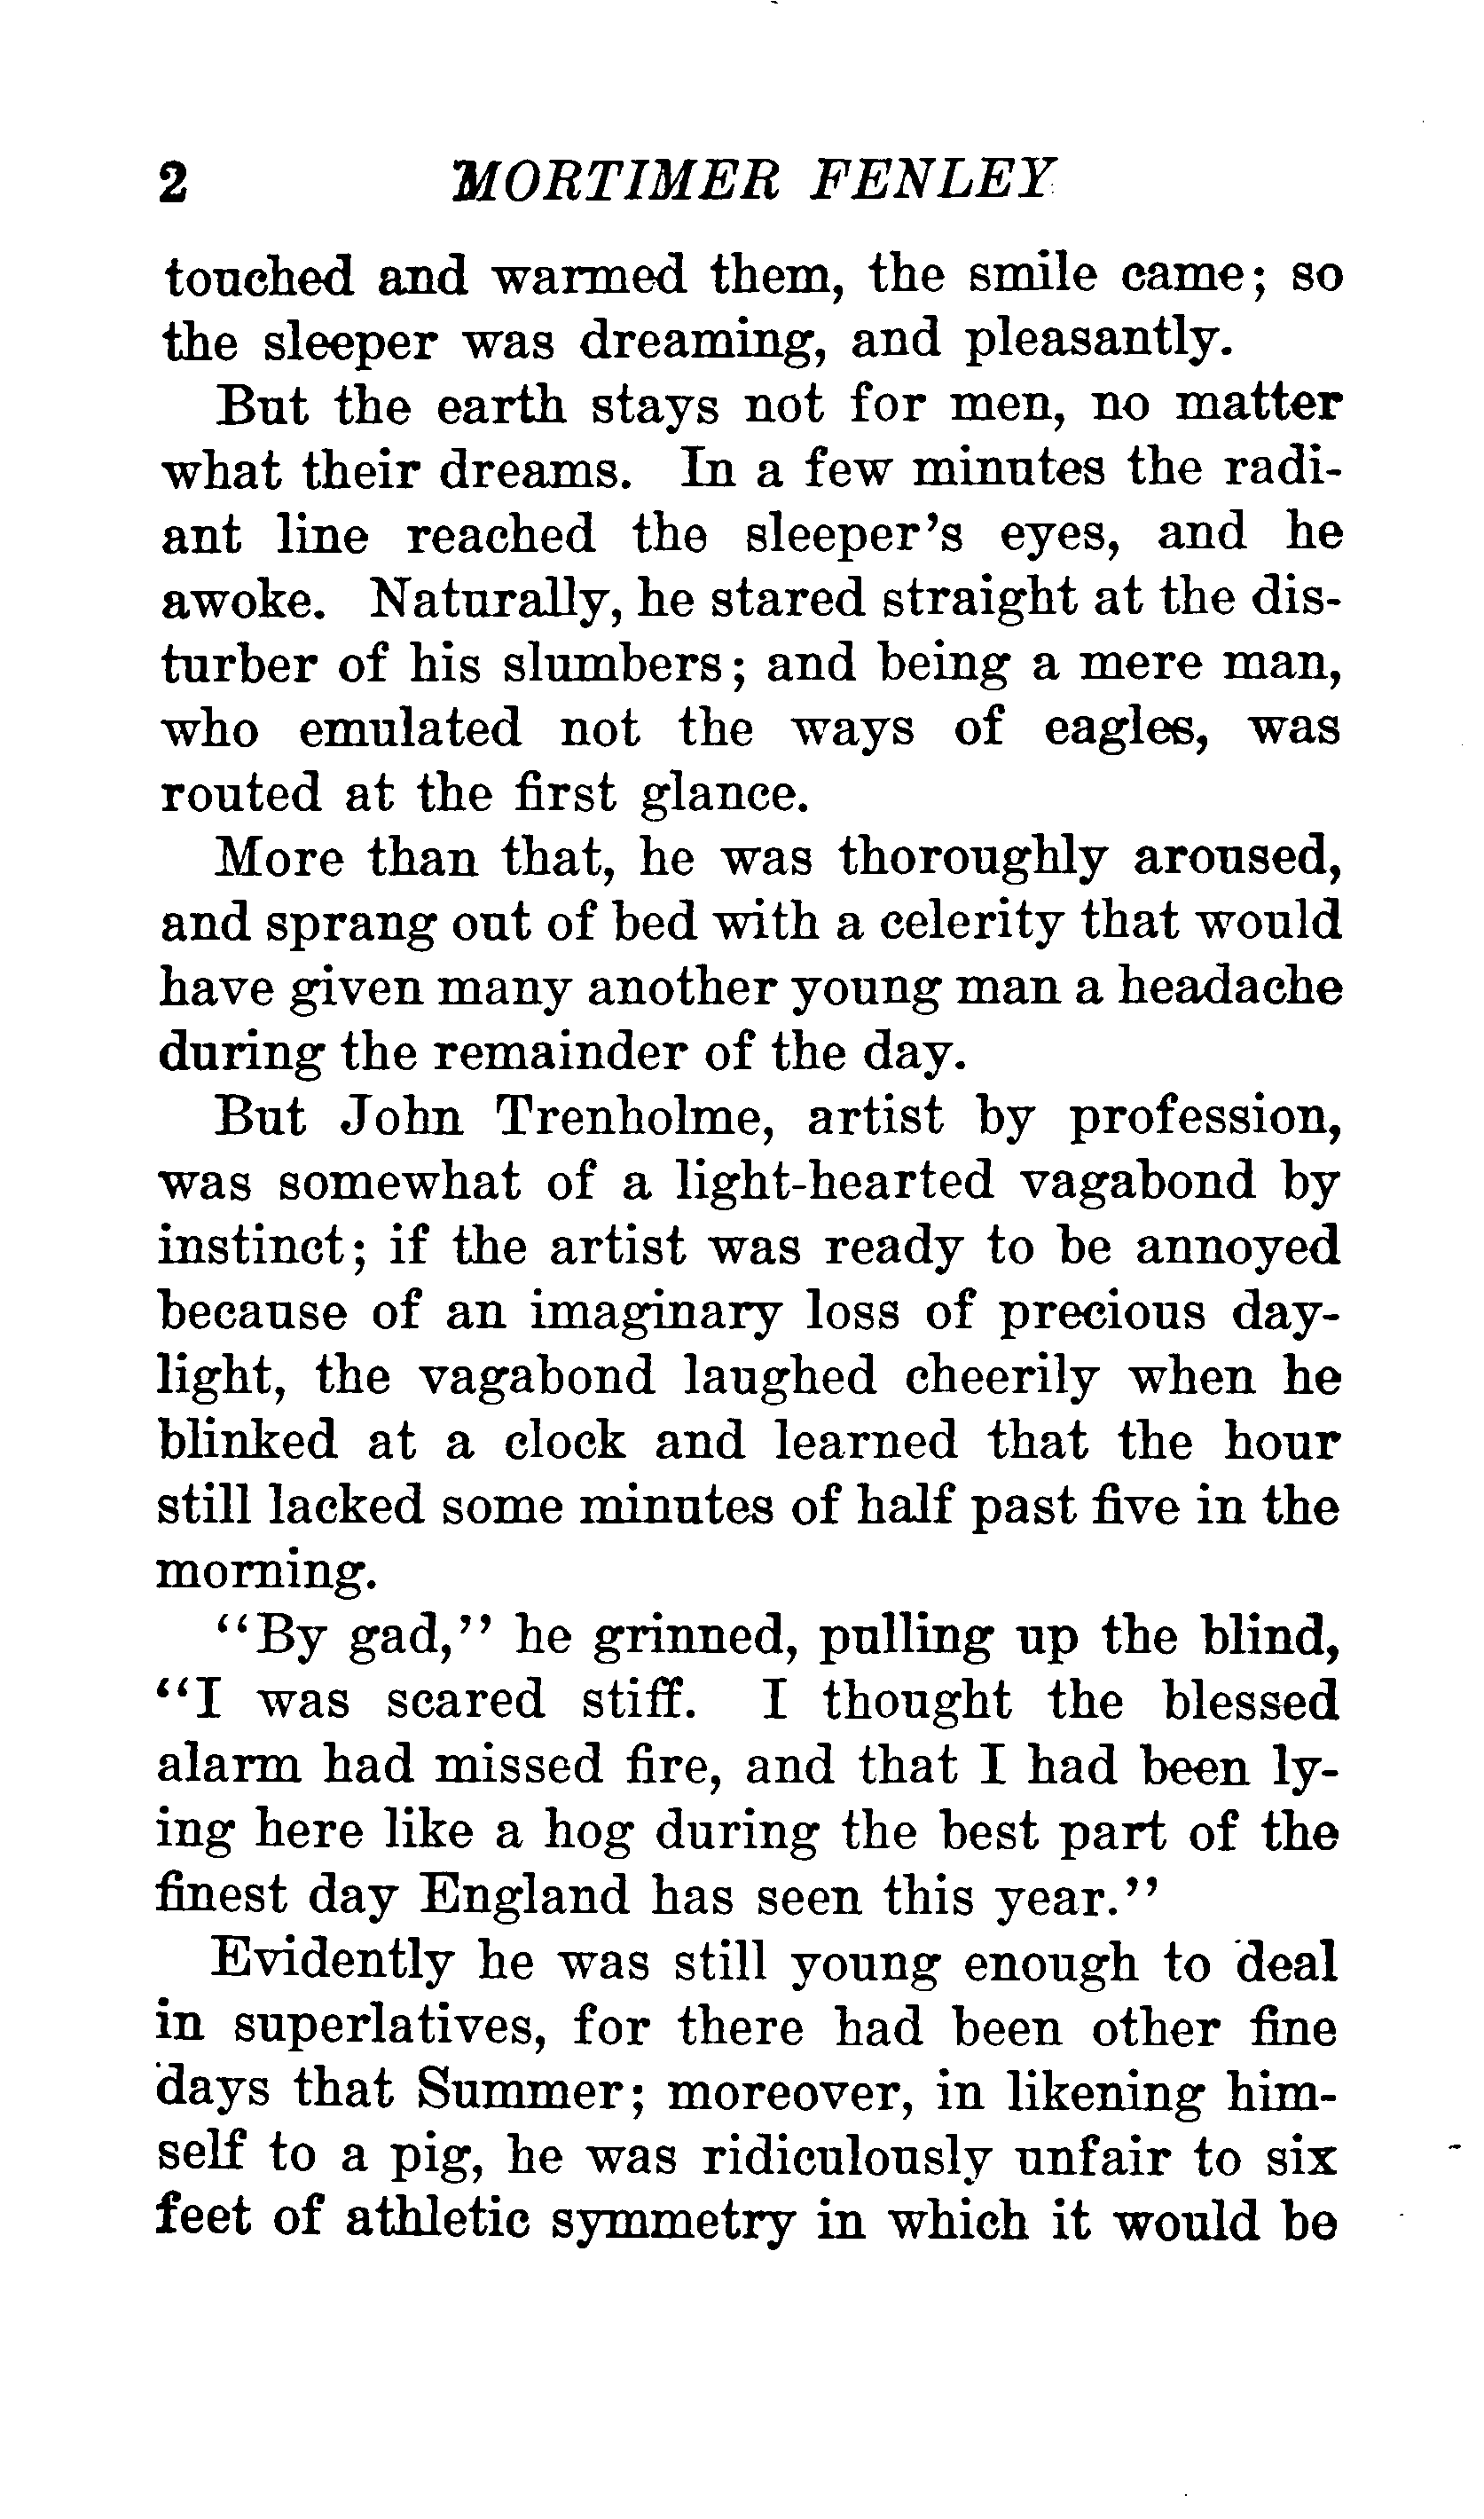 2 MORTIMER FENLEY
touched and warmed them, the smile came; so
the sleeper was dreaming, and pleasantly.
But the earth stays not for men, no matter
what their dreams. In a few minutes the radi-
ant line reached the sleeper's eyes, and he
awoke. Naturally, he stared straight at the dis-
turber of his slumbers; and being a mere man,
who emulated not the ways of eagles, was
routed at the first glance.
More than that, he was thoroughly aroused,
and sprang out of bed with a celerity that would
have given many another young man a headache
during the remainder of the day.
But John Trenholme, artist by profession,
was somewhat of a light-hearted vagabond by
instinct; if the artist was ready to be annoyed
because of an imaginary loss of precious day-
light, the vagabond laughed cheerily when he
blinked at a clock and learned that the hour
still lacked some minutes of half past five in the
morning.
"By gad," he grinned, pulling up the blind,
"I was scared stiff. I thought the blessed
alarm had missed fire, and that I had been ly-
ing here like a hog during the best part of the
finest day England has seen this year."
Evidently he was still young enough to deal
in superlatives, for there had been other fine
days that Summer; moreover, in likening him-
self to a pig, he was ridiculously unfair to six
feet of athletic symmetry in which it would be